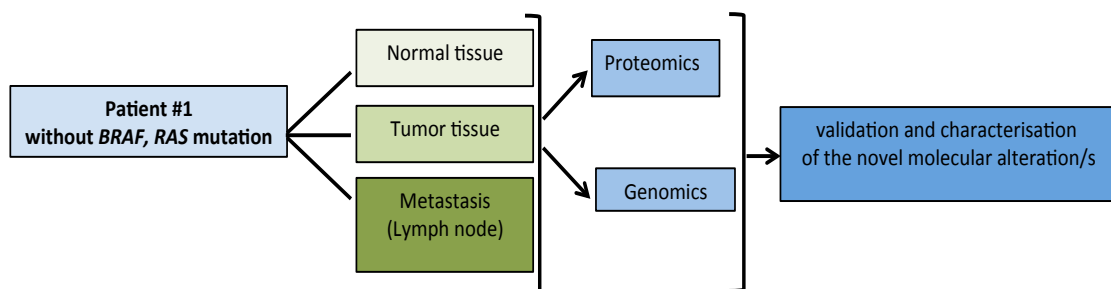 Patient #1
without BRAF, RAS mutation
Normal tissue
Tumor tissue
Metastasis
(Lymph node)
Proteomics
Genomics
validation and characterisation
of the novel molecular alteration/s